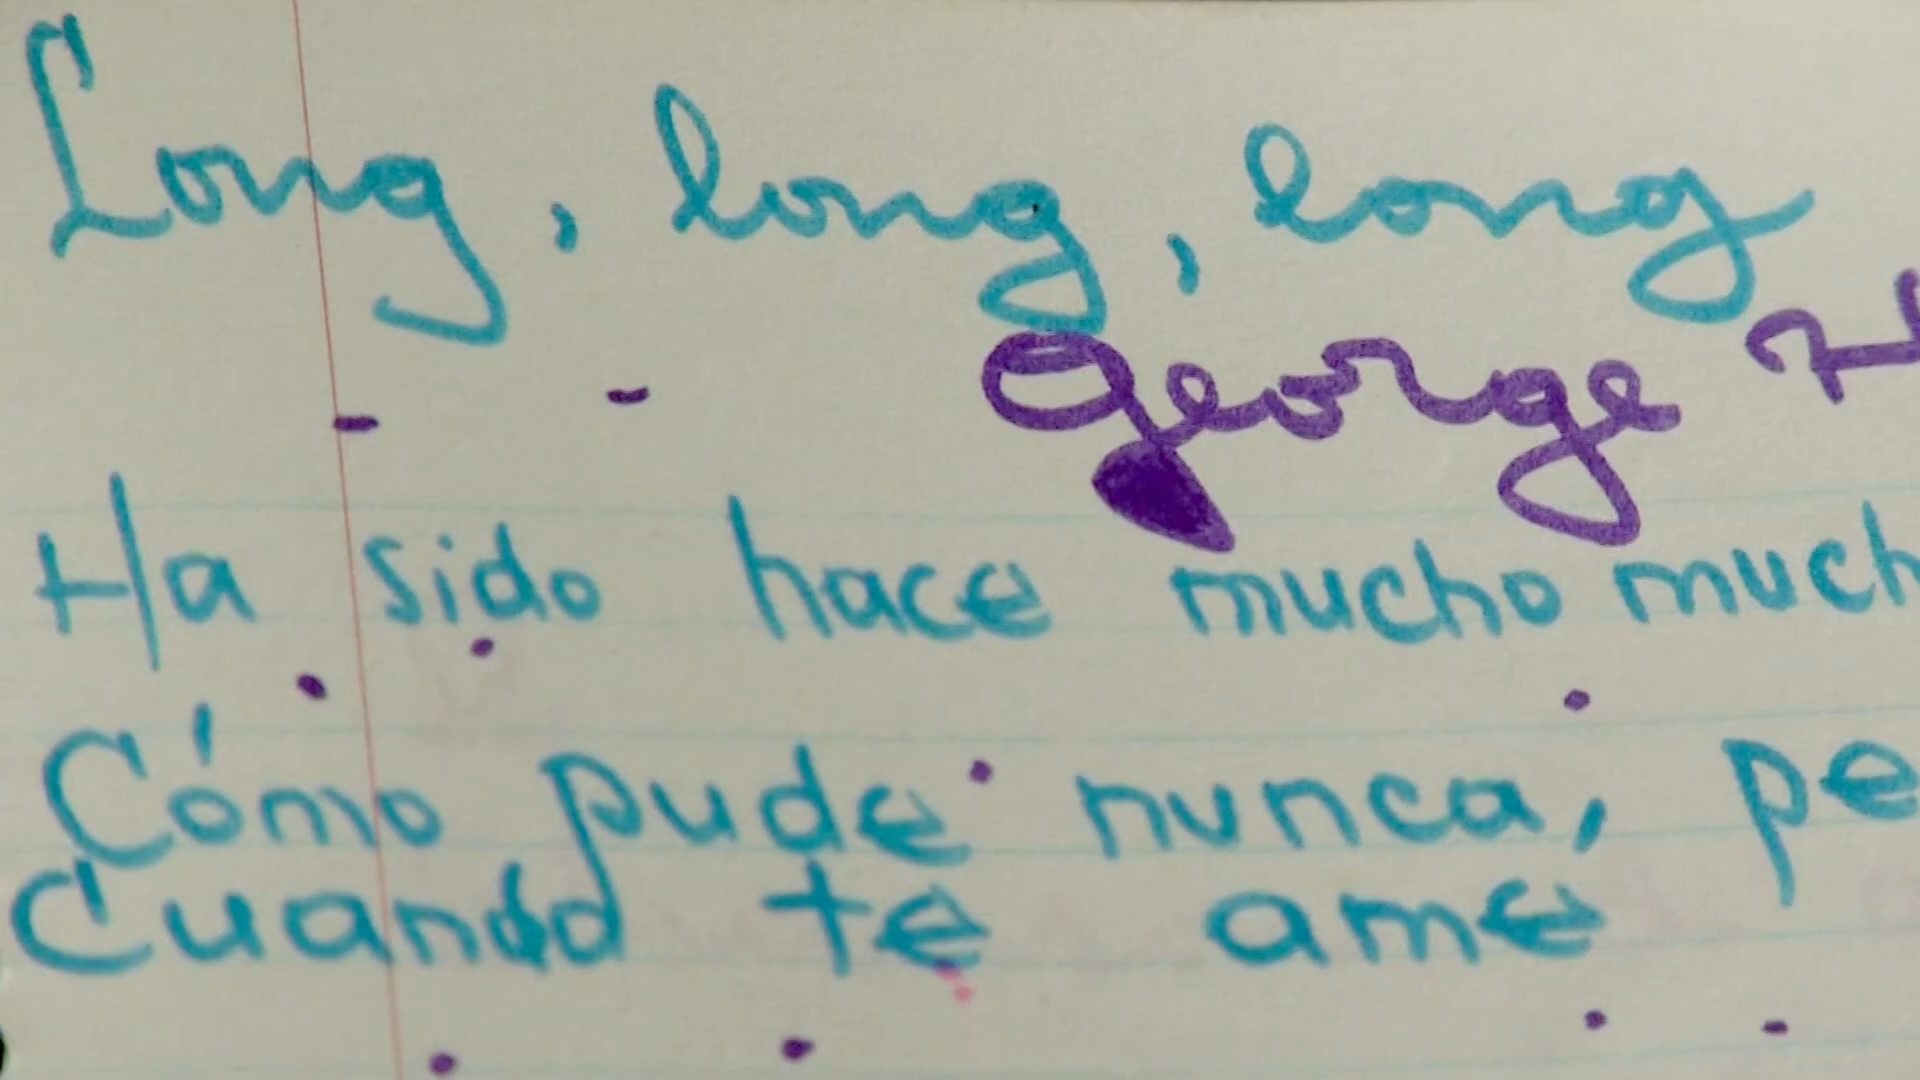 Long, long, long
George H
Ha sido hace mucho much
Cómo pude nunca, pe
Cuando te amé